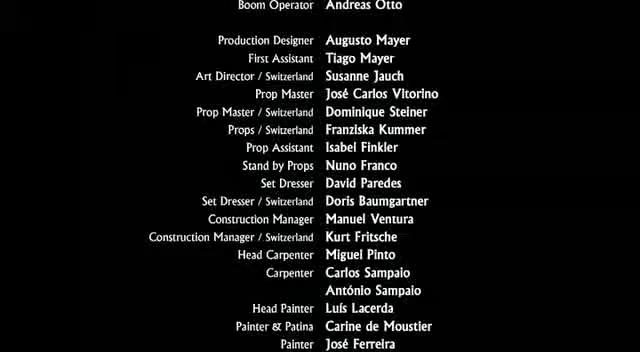 Boom Operator Andreas Otto
Production Designer Augusto Mayer
First Assistant Tiago Mayer
Art Director / Switzerland Susanne Jauch
Prop Master José Carlos Vitorino
Prop Master / Switzerland Dominique Steiner
Props / Switzerland Franziska Kummer
Prop Assistant Isabel Finkler
Stand by Props Nuno Franco
Set Dresser David Paredes
Set Dresser / Switzerland Doris Baumgartner
Construction Manager Manuel Ventura
Construction Manager / Switzerland Kurt Fritsche
Head Carpenter Miguel Pinto
Carpenter Carlos Sampaio
António Sampaio
Head Painter Luís Lacerda
Painter & Patina Carine de Moustier
Painter José Ferreira